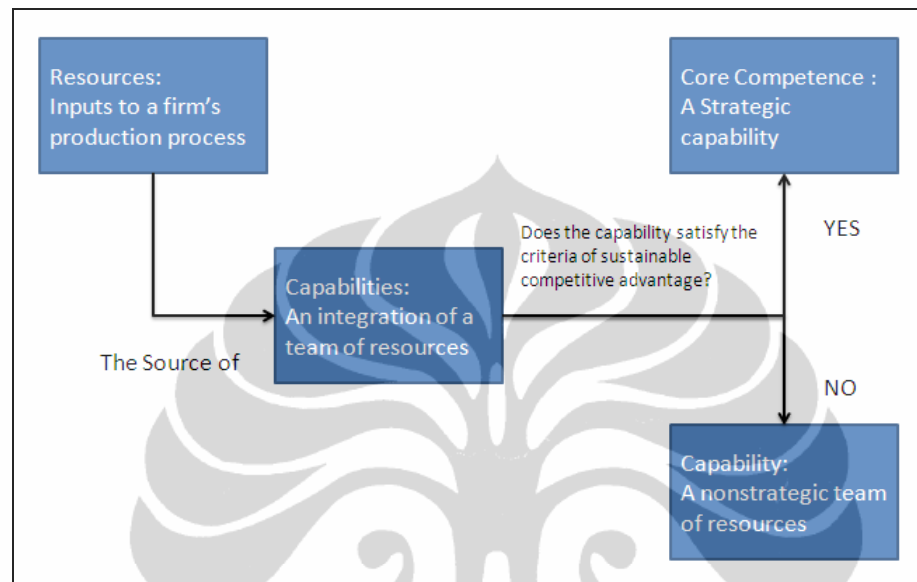 Resources:
Inputs to a firm's
production process
The Source of
Capabilities:
An integration of a
team of resources
Does the capability satisfy the
criteria of sustainable
competitive advantage?
YES
Core Competence :
A Strategic
capability
NO
Capability:
A nonstrategic team
of resources